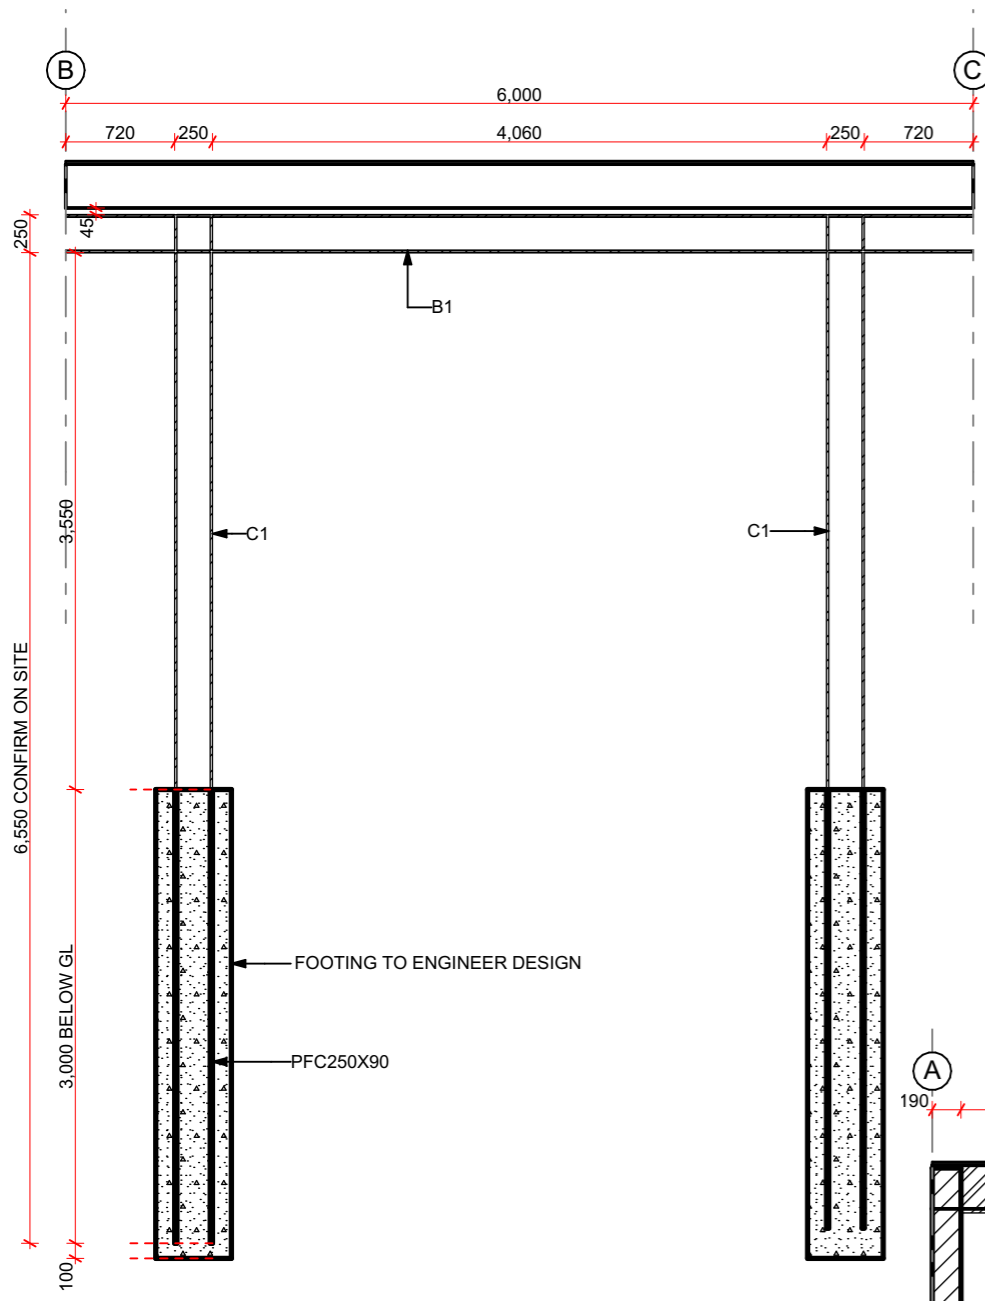 B
C
6,000
720
250
4,060
250
720
250
45
B1
3,550
C1
C1
6,550 CONFIRM ON SITE
FOOTING TO ENGINEER DESIGN
3,000 BELOW GL
PFC250X90
A
190
100